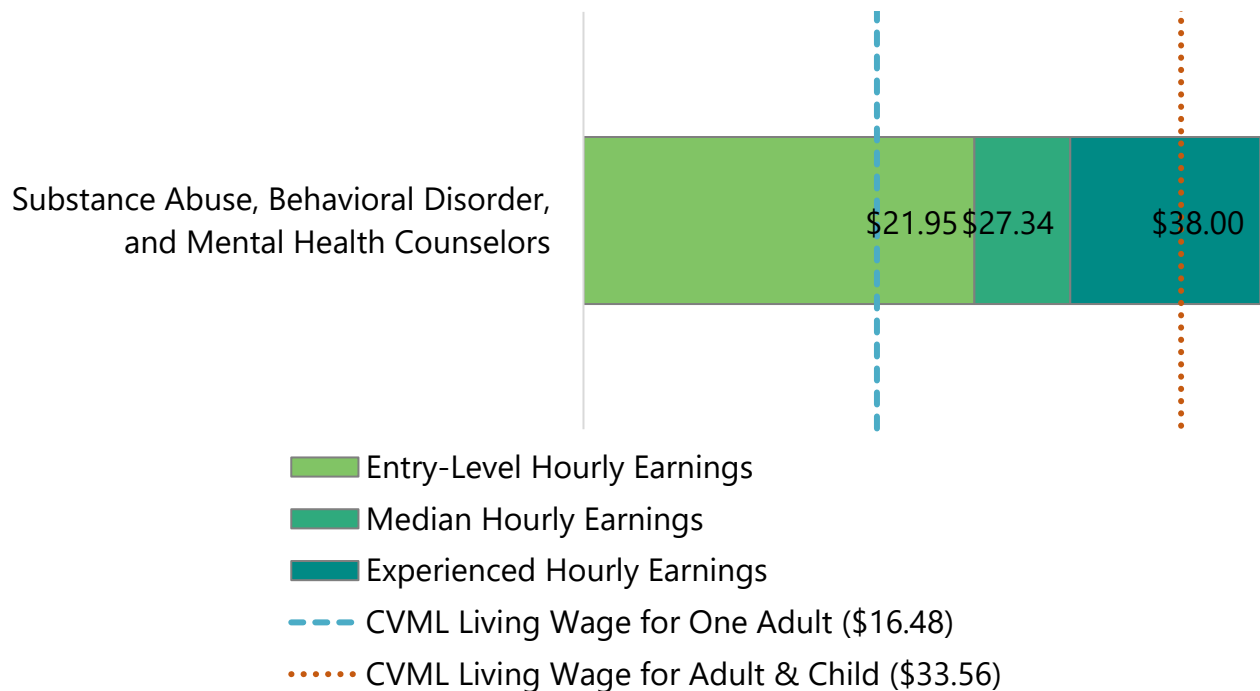 Substance Abuse, Behavioral Disorder,
and Mental Health Counselors
$21.95 $27.34 $38.00
Entry-Level Hourly Earnings
Median Hourly Earnings
Experienced Hourly Earnings
CVML Living Wage for One Adult ($16.48)
CVML Living Wage for Adult & Child ($33.56)